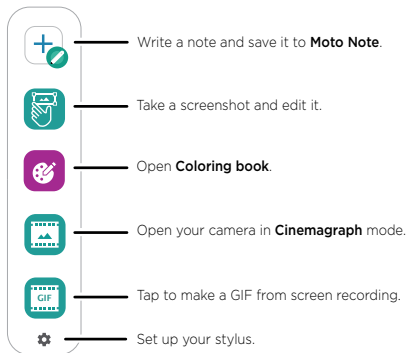 Write a note and save it to Moto Note.
Take a screenshot and edit it.
Open Coloring book.
Open your camera in Cinemagraph mode.
GIF
Tap to make a GIF from screen recording.
Set up your stylus.